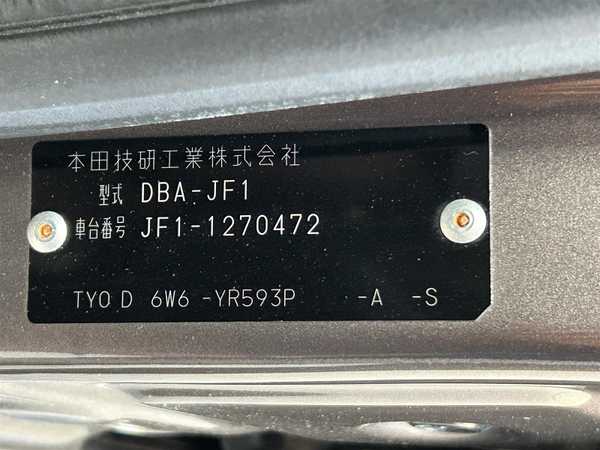 本田技研工業株式会社
型式 DBA-JF1
車台番号 JF1-1270472
TYO D 6W6 -YR593P -A -S